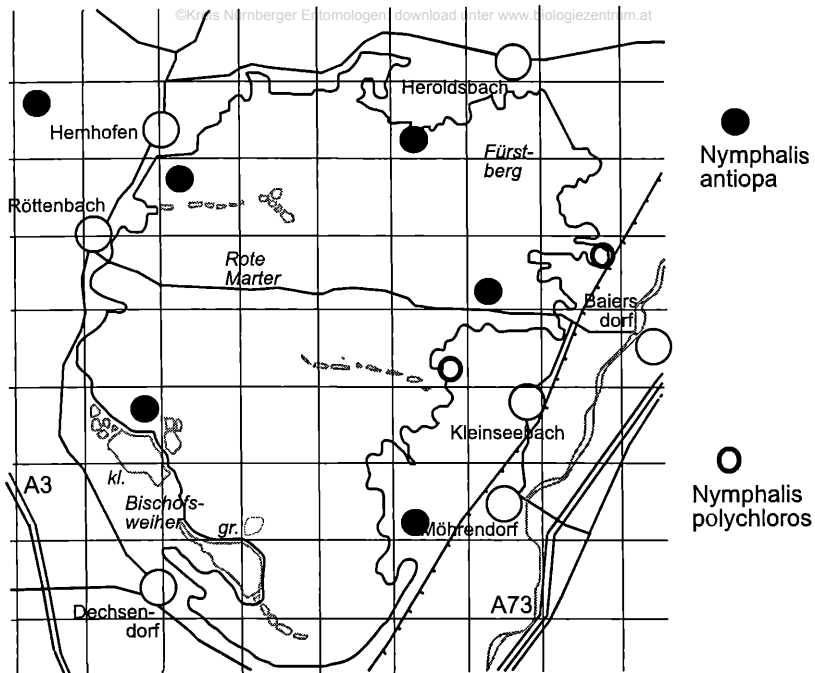 ©Kreis Nürnberger Entomologen; download unter www.biologiezentrum.at
Heroldsbach
Hemhofen
Fürst-
berg
Nymphalis
antiopa
Röttenbach
Rote
Marter
Baiers
dorf
Kleinseebach
A3
kl.
Bischofs-
weiher
gr.
Möhrendorf
Nymphalis
polychloros
Dechsen-
dorf
A73